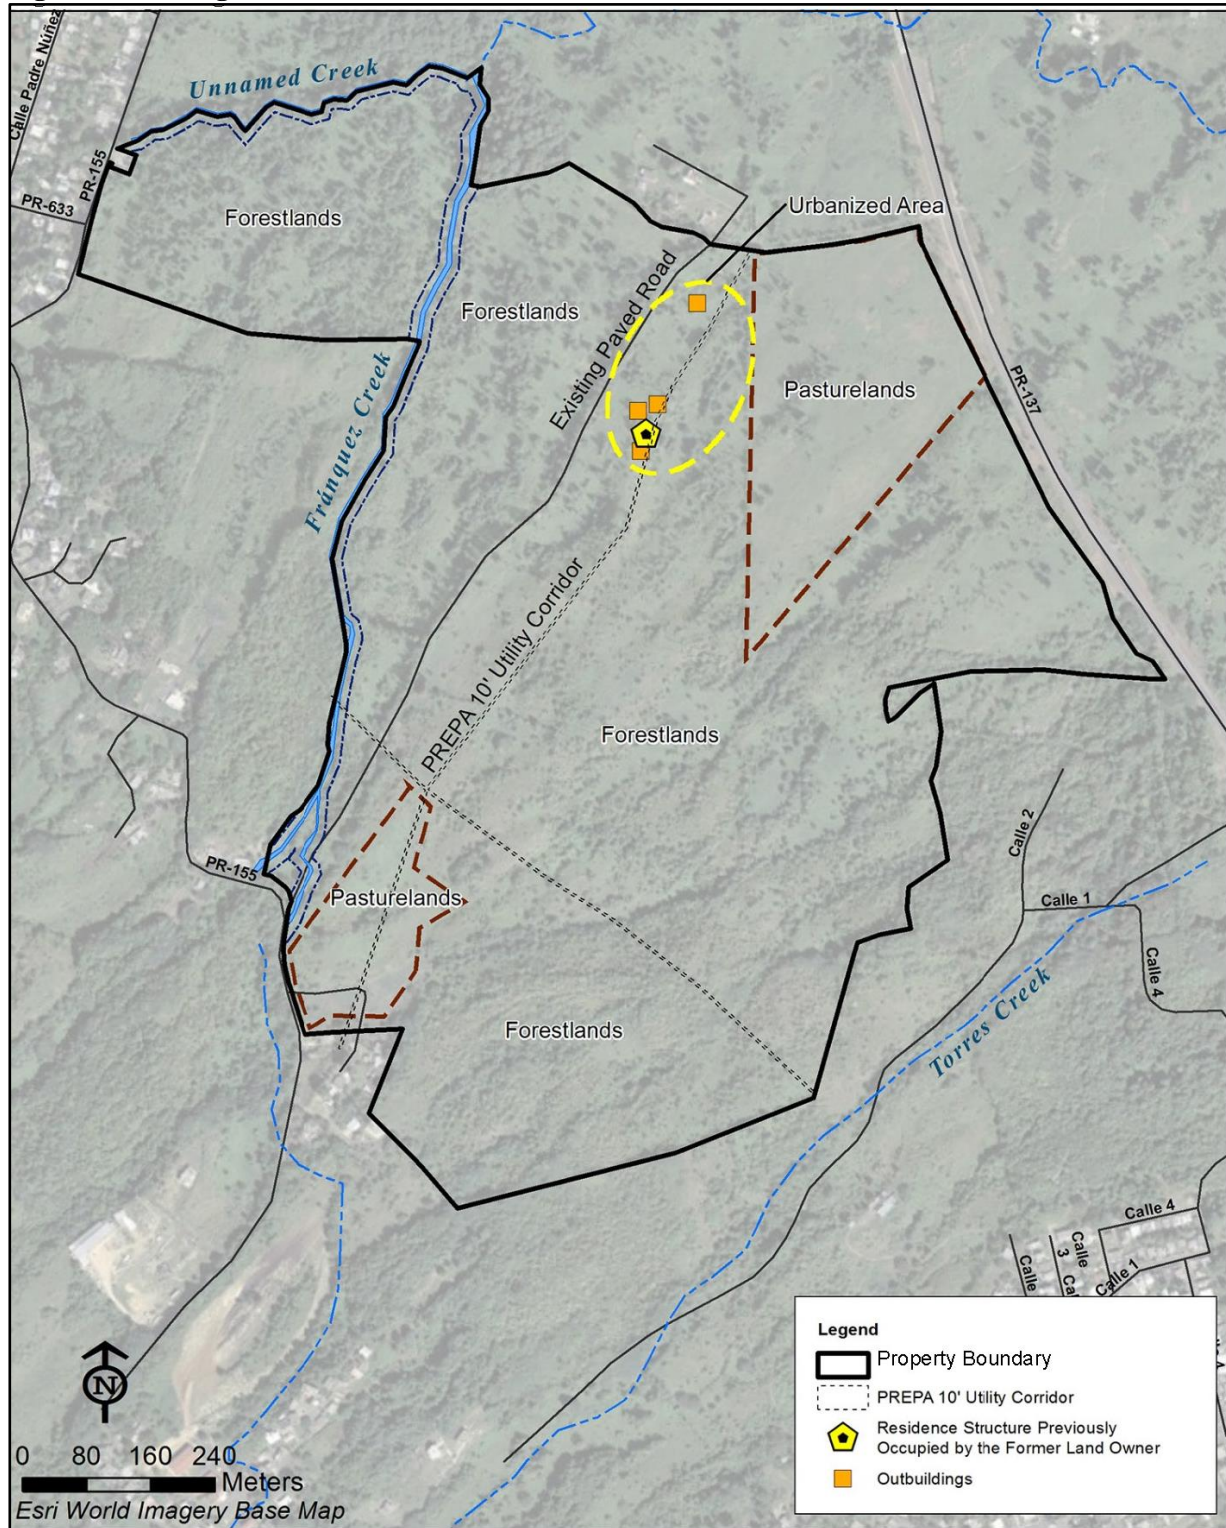 Calle Padre Núñez
Unnamed Creek
PR-155
PR-633
Forestlands
Urbanized Area
Forestlands
Existing Paved Road
Pasturelands
PR-137
Fránquez Creek
PREPA 10' Utility Corridor
Forestlands
PR-155
Pasturelands
Calle 2
Calle 1
Calle 4
Torres Creek
Forestlands
Calle 4
Calle
Calle
3
Calle 1
Legend
Property Boundary
PREPA 10' Utility Corridor
Residence Structure Previously
Occupied by the Former Land Owner
Outbuildings
N
0 80 160 240
Meters
Esri World Imagery Base Map